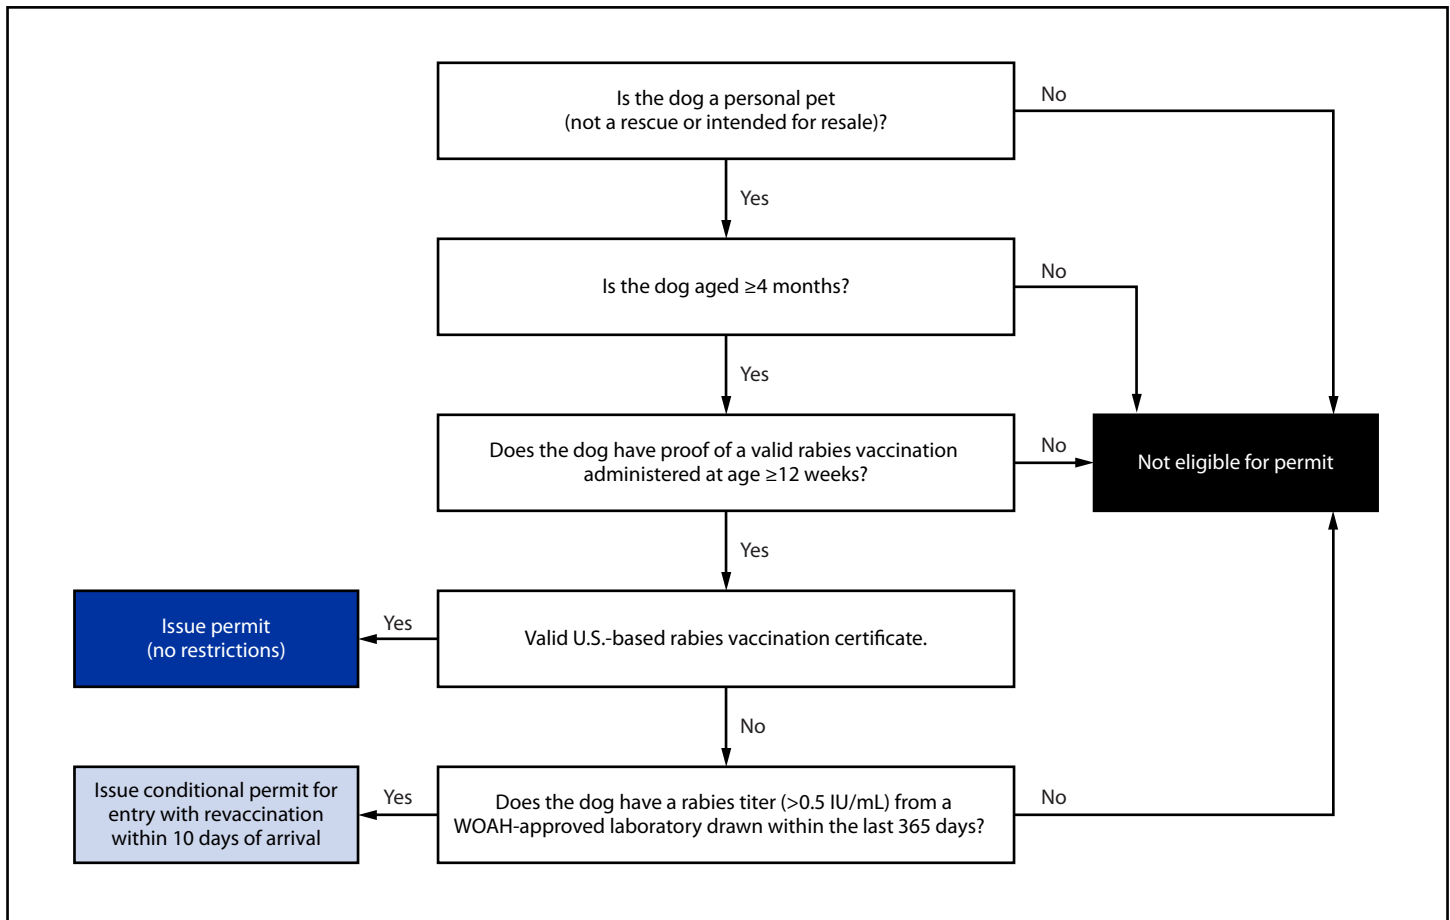 Is the dog a personal pet
(not a rescue or intended for resale)?
No
Yes
Is the dog aged ≥4 months?
No
Yes
Does the dog have proof of a valid rabies vaccination
administered at age ≥12 weeks?
No
Not eligible for permit
Yes
Issue permit
(no restrictions)
Yes
Valid U.S.-based rabies vaccination certificate.
No
Issue conditional permit for
entry with revaccination
within 10 days of arrival
Yes
Does the dog have a rabies titer (>0.5 IU/mL) from a
WOAH-approved laboratory drawn within the last 365 days?
No